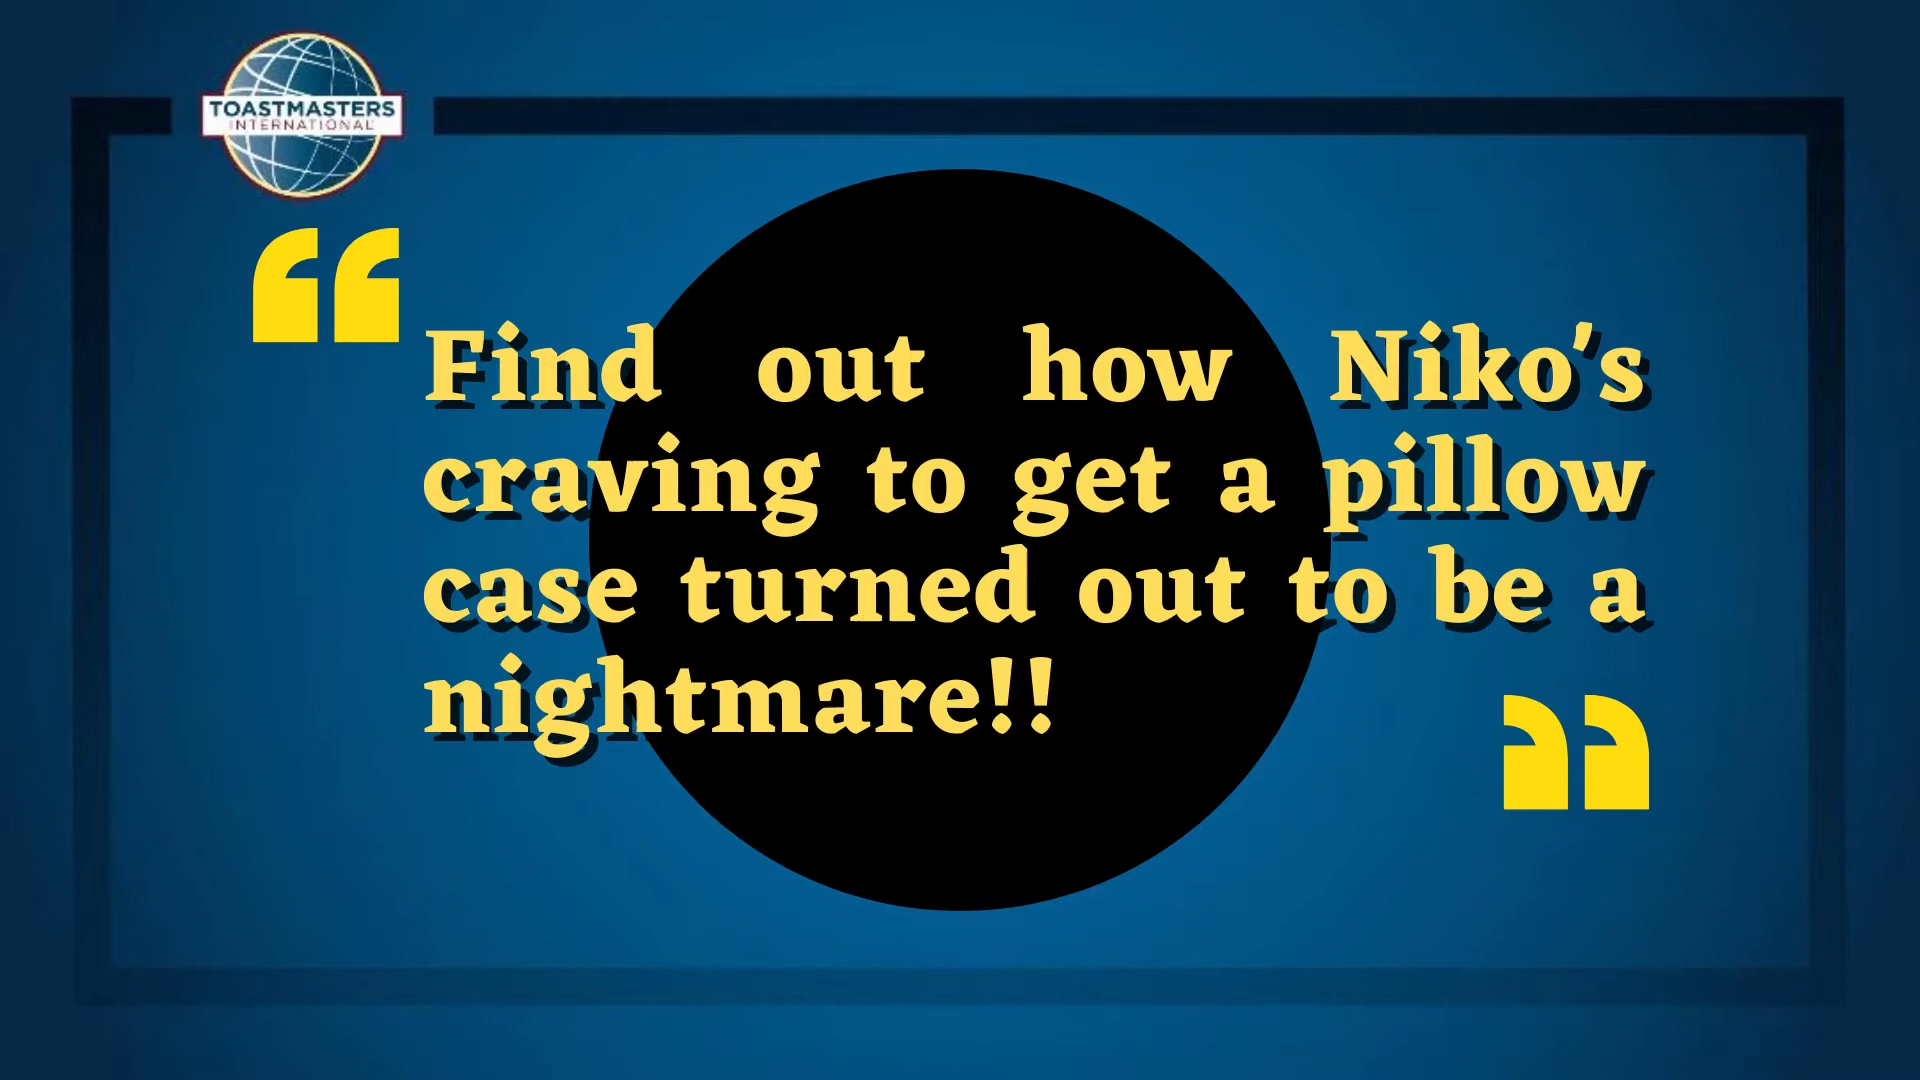 TOASTMASTERS
INTERNATIONAL
“
Find out how Niko's
craving to get a pillow
case turned out to be a
nightmare!!
”